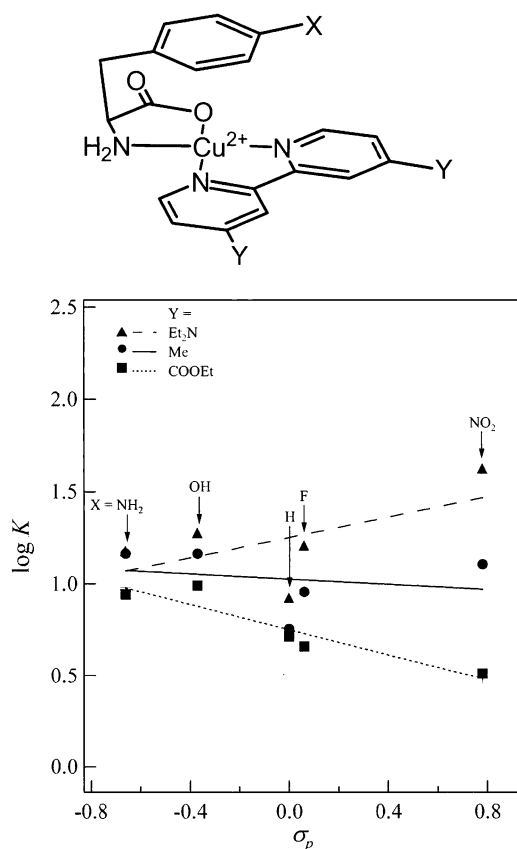 X
O
O
H₂N
Cu²⁺
N
N
Y
Y
2.5
Y =
Et₂N
Me
COOEt
2.0
NO₂
OH
F
X = NH₂
H
1.5
log K
1.0
0.5
0.0
-0.8 -0.4 0.0 0.4 0.8
σₚ